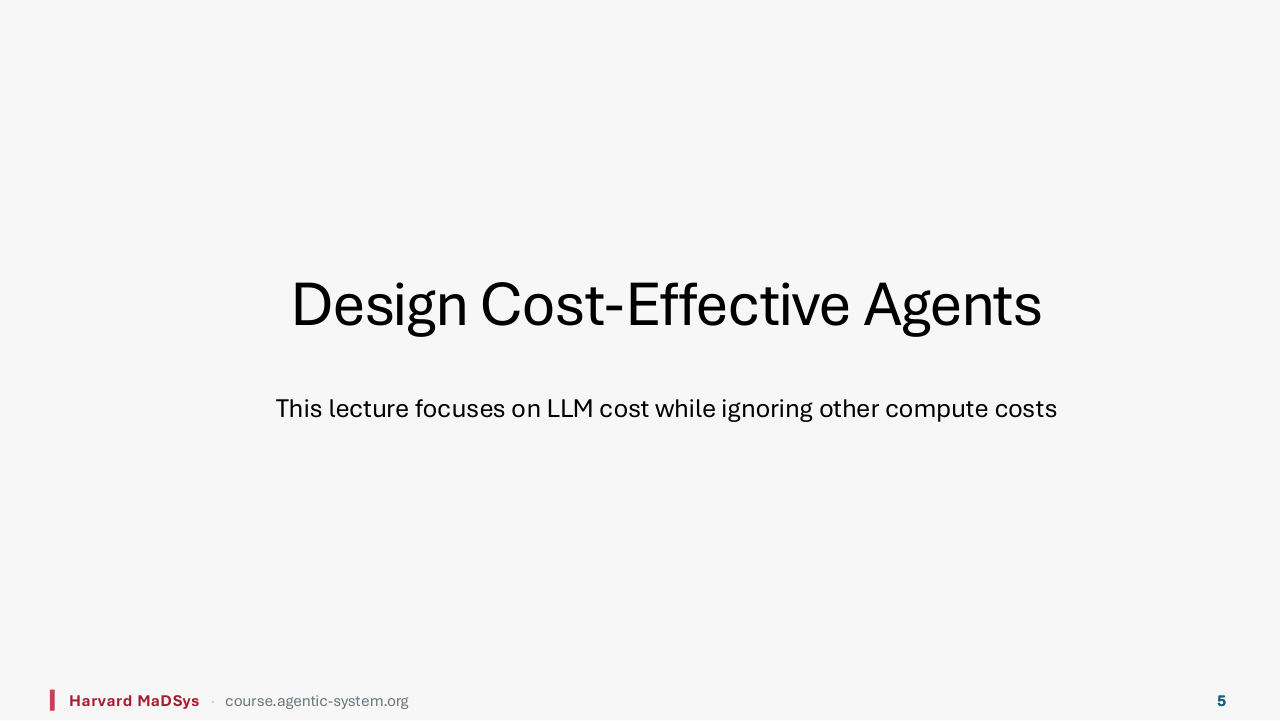 Design Cost-Effective Agents
This lecture focuses on LLM cost while ignoring other compute costs
Harvard MaDSys · course.agentic-system.org
5